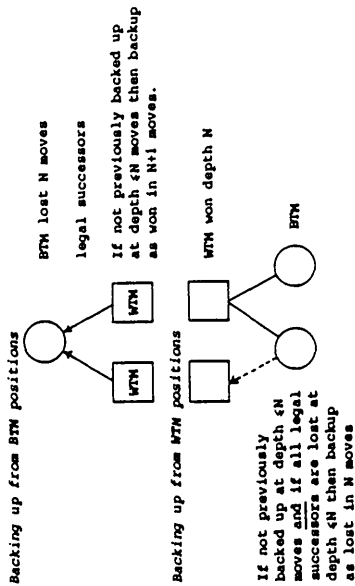 Backing up from BTM positions
BTM lost N moves
legal successors
WTM
WTM
If not previously backed up
at depth ≤N moves then backup
as won in N+1 moves.
Backing up from WTM positions
WTM won depth N
If not previously
backed up at depth ≤N
moves and if all legal
successors are lost at
depth ≤N then backup
as lost in N moves
BTM